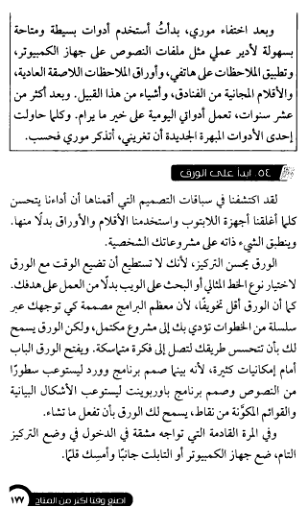 وبعد اختفاء موري، بدأتُ أستخدم أدوات بسيطة ومتاحة
بسهولة لأدير عملي مثل ملفات النصوص على جهاز الكمبيوتر،
وتطبيق الملاحظات على هاتفي، وأوراق الملاحظات اللاصقة العادية،
والأقلام المجانية من الفنادق، وأشياء من هذا القبيل. وبعد أكثر من
عشر سنوات، تعمل أدواتي اليومية على خير ما يرام. وكلما حاولت
إحدى الأدوات المبهرة الجديدة أن تغريني، أتذكر موري فحسب.
٥٤. ابدأ على الورق
لقد اكتشفنا في سباقات التصميم التي أقمناها أن أداءنا يتحسن
كلما أغلقنا أجهزة اللابتوب واستخدمنا الأقلام والأوراق بدلًا منها.
وينطبق الشيء ذاته على مشروعاتك الشخصية.
الورق يحسن التركيز، لأنك لا تستطيع أن تضيع الوقت مع الورق
لاختيار نوع الخط المثالي أو البحث على الويب بدلًا من العمل على هدفك.
كما أن الورق أقل تخويفًا، لأن معظم البرامج مصممة كي توجهك عبر
سلسلة من الخطوات تؤدي بك إلى مشروع مكتمل، ولكن الورق يسمح
لك بأن تتحسس طريقك لتصل إلى فكرة متماسكة. ويفتح الورق الباب
أمام إمكانيات كثيرة، لأنه بينما صمم برنامج وورد ليستوعب سطورًا
من النصوص وصمم برنامج باوربوينت ليستوعب الأشكال البيانية
والقوائم المكوَّنة من نقاط، يسمح لك الورق بأن تفعل ما تشاء.
وفي المرة القادمة التي تواجه مشقة في الدخول في وضع التركيز
التام، ضع جهاز الكمبيوتر أو التابلت جانبًا وأمسِك قلمًا.
اصنع وقتا أكثر من المتاح ١٧٧